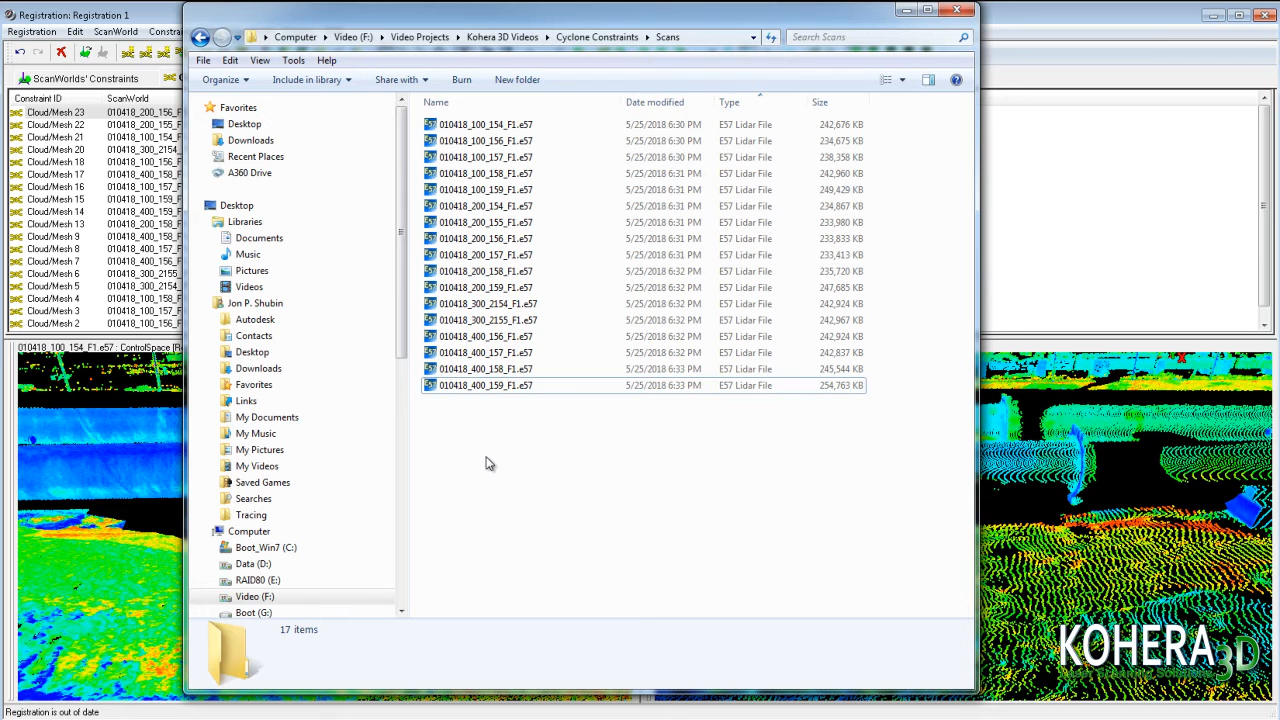 Registration: Registration 1
Registration Edit ScanWorld
ScanWorlds' Constraints
Constraint ID ScanWorld
Cloud/Mesh 23 010418_200_156_F
Cloud/Mesh 22 010418_200_155_F
Cloud/Mesh 21 010418_100_154_F
Cloud/Mesh 20 010418_300_2154_
Cloud/Mesh 18 010418_100_156_F
Cloud/Mesh 17 010418_400_158_F
Cloud/Mesh 16 010418_100_157_F
Cloud/Mesh 15 010418_100_159_F
Cloud/Mesh 14 010418_400_159_F
Cloud/Mesh 13 010418_200_158_F
Cloud/Mesh 9 010418_400_158_F
Cloud/Mesh 8 010418_400_157_F
Cloud/Mesh 7 010418_400_156_F
Cloud/Mesh 6 010418_300_2155_
Cloud/Mesh 5 010418_300_2154_
Cloud/Mesh 4 010418_100_158_F
Cloud/Mesh 3 010418_100_157_F
Cloud/Mesh 2 010418_100_156_F
010418_100_154_F1.e57 : ControlSpace [Re
Computer Video (F:) Video Projects Kohera 3D Videos Cyclone Constraints Scans
Search Scans
File Edit View Tools Help
Organize Include in library Share with Burn New folder
Favorites
Desktop
Downloads
Recent Places
A360 Drive
Desktop
Libraries
Documents
Music
Pictures
Videos
Jon P. Shubin
Autodesk
Contacts
Desktop
Downloads
Favorites
Links
My Documents
My Music
My Pictures
My Videos
Saved Games
Searches
Tracing
Computer
Boot_Win7 (C:)
Data (D:)
RAID80 (E:)
Video (F:)
Boot (G:)
Name Date modified Type Size
010418_100_154_F1.e57 5/25/2018 6:30 PM E57 Lidar File 242,676 KB
010418_100_156_F1.e57 5/25/2018 6:30 PM E57 Lidar File 234,675 KB
010418_100_157_F1.e57 5/25/2018 6:30 PM E57 Lidar File 238,358 KB
010418_100_158_F1.e57 5/25/2018 6:31 PM E57 Lidar File 242,960 KB
010418_100_159_F1.e57 5/25/2018 6:31 PM E57 Lidar File 249,429 KB
010418_200_154_F1.e57 5/25/2018 6:31 PM E57 Lidar File 234,867 KB
010418_200_155_F1.e57 5/25/2018 6:31 PM E57 Lidar File 233,980 KB
010418_200_156_F1.e57 5/25/2018 6:31 PM E57 Lidar File 233,833 KB
010418_200_157_F1.e57 5/25/2018 6:31 PM E57 Lidar File 233,413 KB
010418_200_158_F1.e57 5/25/2018 6:32 PM E57 Lidar File 235,720 KB
010418_200_159_F1.e57 5/25/2018 6:32 PM E57 Lidar File 247,685 KB
010418_300_2154_F1.e57 5/25/2018 6:32 PM E57 Lidar File 242,924 KB
010418_300_2155_F1.e57 5/25/2018 6:32 PM E57 Lidar File 242,967 KB
010418_400_156_F1.e57 5/25/2018 6:32 PM E57 Lidar File 242,924 KB
010418_400_157_F1.e57 5/25/2018 6:32 PM E57 Lidar File 242,837 KB
010418_400_158_F1.e57 5/25/2018 6:33 PM E57 Lidar File 245,544 KB
010418_400_159_F1.e57 5/25/2018 6:33 PM E57 Lidar File 254,763 KB
17 items
KOHERA3D
Registration is out of date